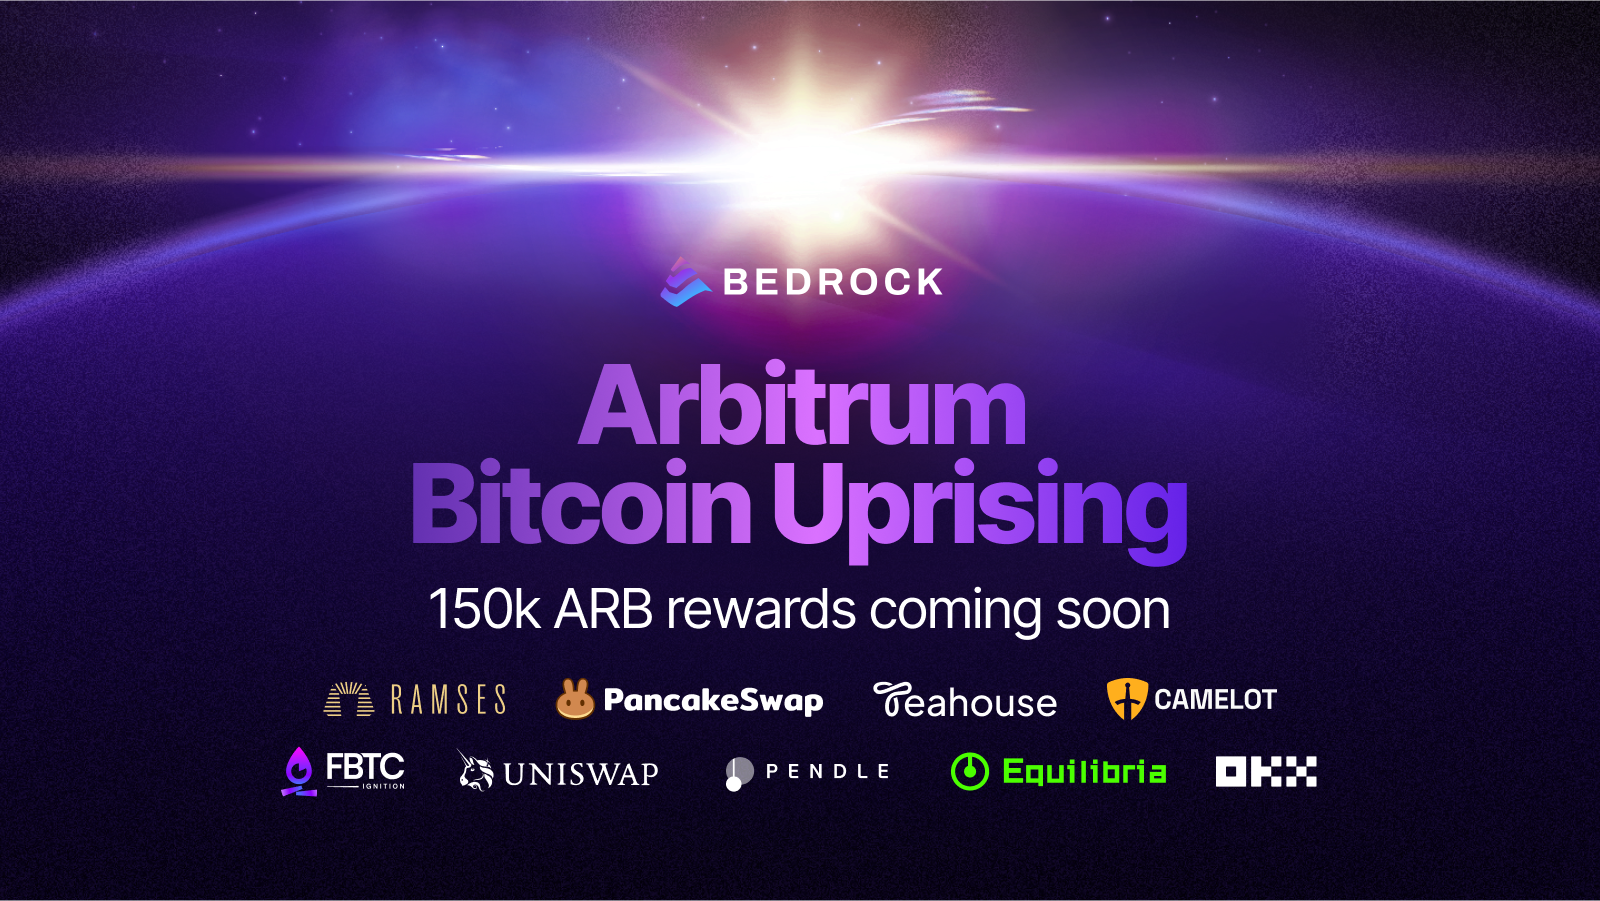 BEDROCK
Arbitrum
Bitcoin Uprising
150k ARB rewards coming soon
RAMSES PancakeSwap Teahouse CAMELOT
FBTC IGNITION UNISWAP PENDLE Equilibria OKX